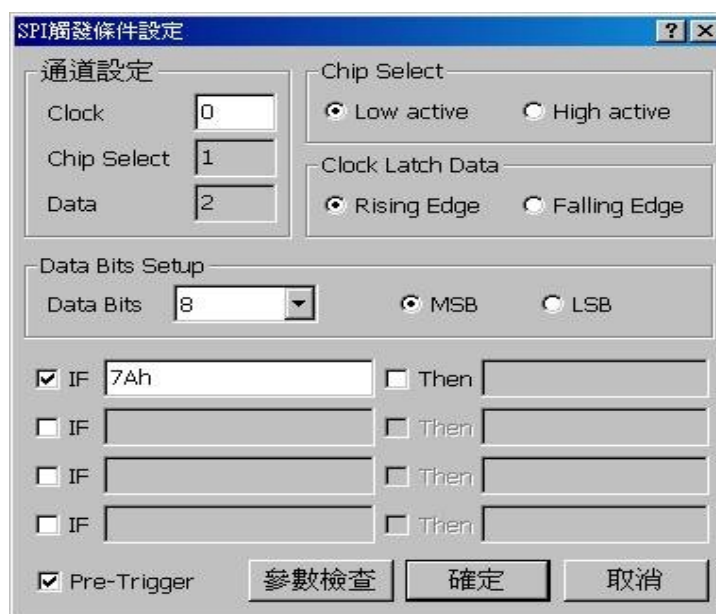 SPI觸發條件設定
通道設定
Clock 0
Chip Select 1
Data 2
Chip Select
Low active High active
Clock Latch Data
Rising Edge Falling Edge
Data Bits Setup
Data Bits 8 MSB LSB
IF 7Ah Then
IF Then
IF Then
IF Then
Pre-Trigger 參數檢查 確定 取消